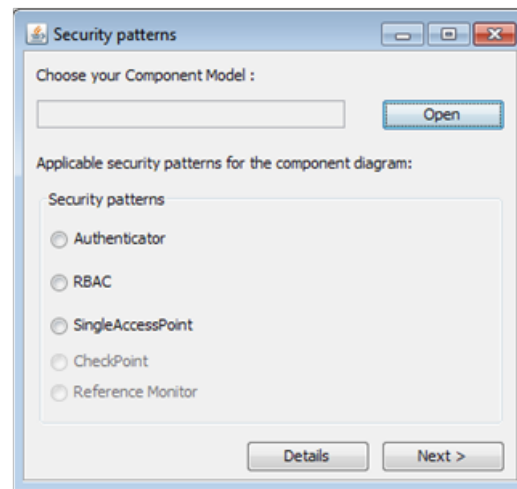 Security patterns
Choose your Component Model :
Open
Applicable security patterns for the component diagram:
Security patterns
Authenticator
RBAC
SingleAccessPoint
CheckPoint
Reference Monitor
Details Next >